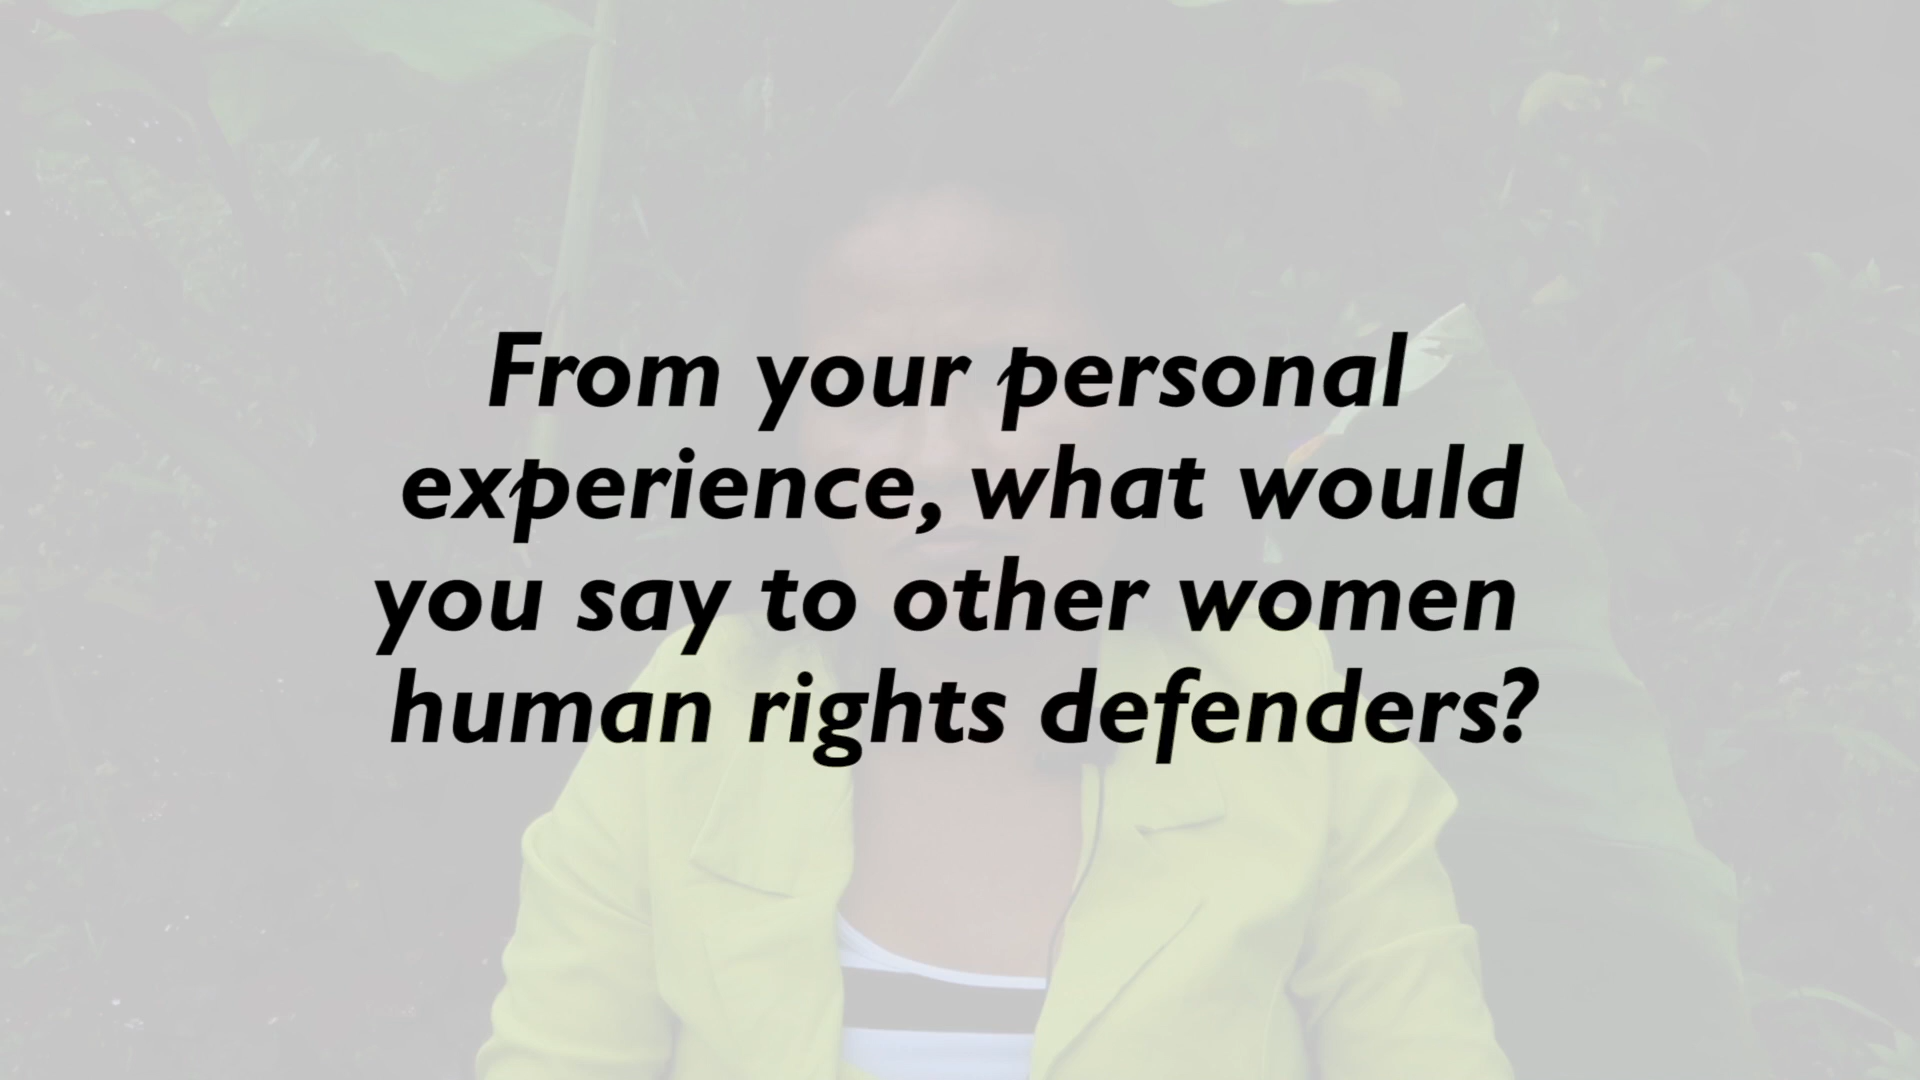 From your personal
experience, what would
you say to other women
human rights defenders?